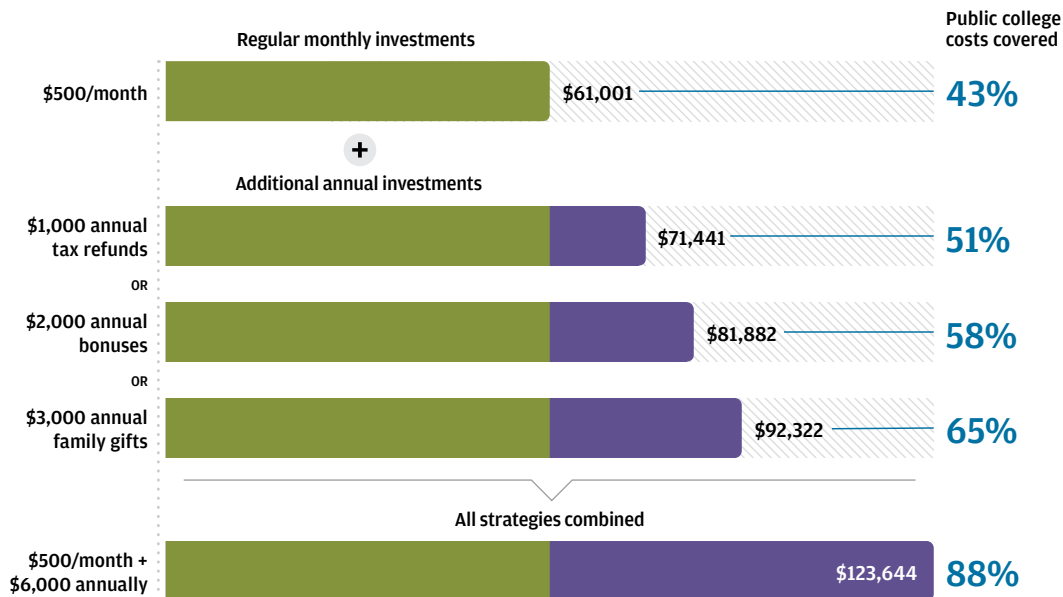 Public college
costs covered
Regular monthly investments
$500/month
$61,001
43%
+
Additional annual investments
$1,000 annual
tax refunds
$71,441
51%
OR
$2,000 annual
bonuses
$81,882
58%
OR
$3,000 annual
family gifts
$92,322
65%
All strategies combined
$500/month +
$6,000 annually
$123,644
88%